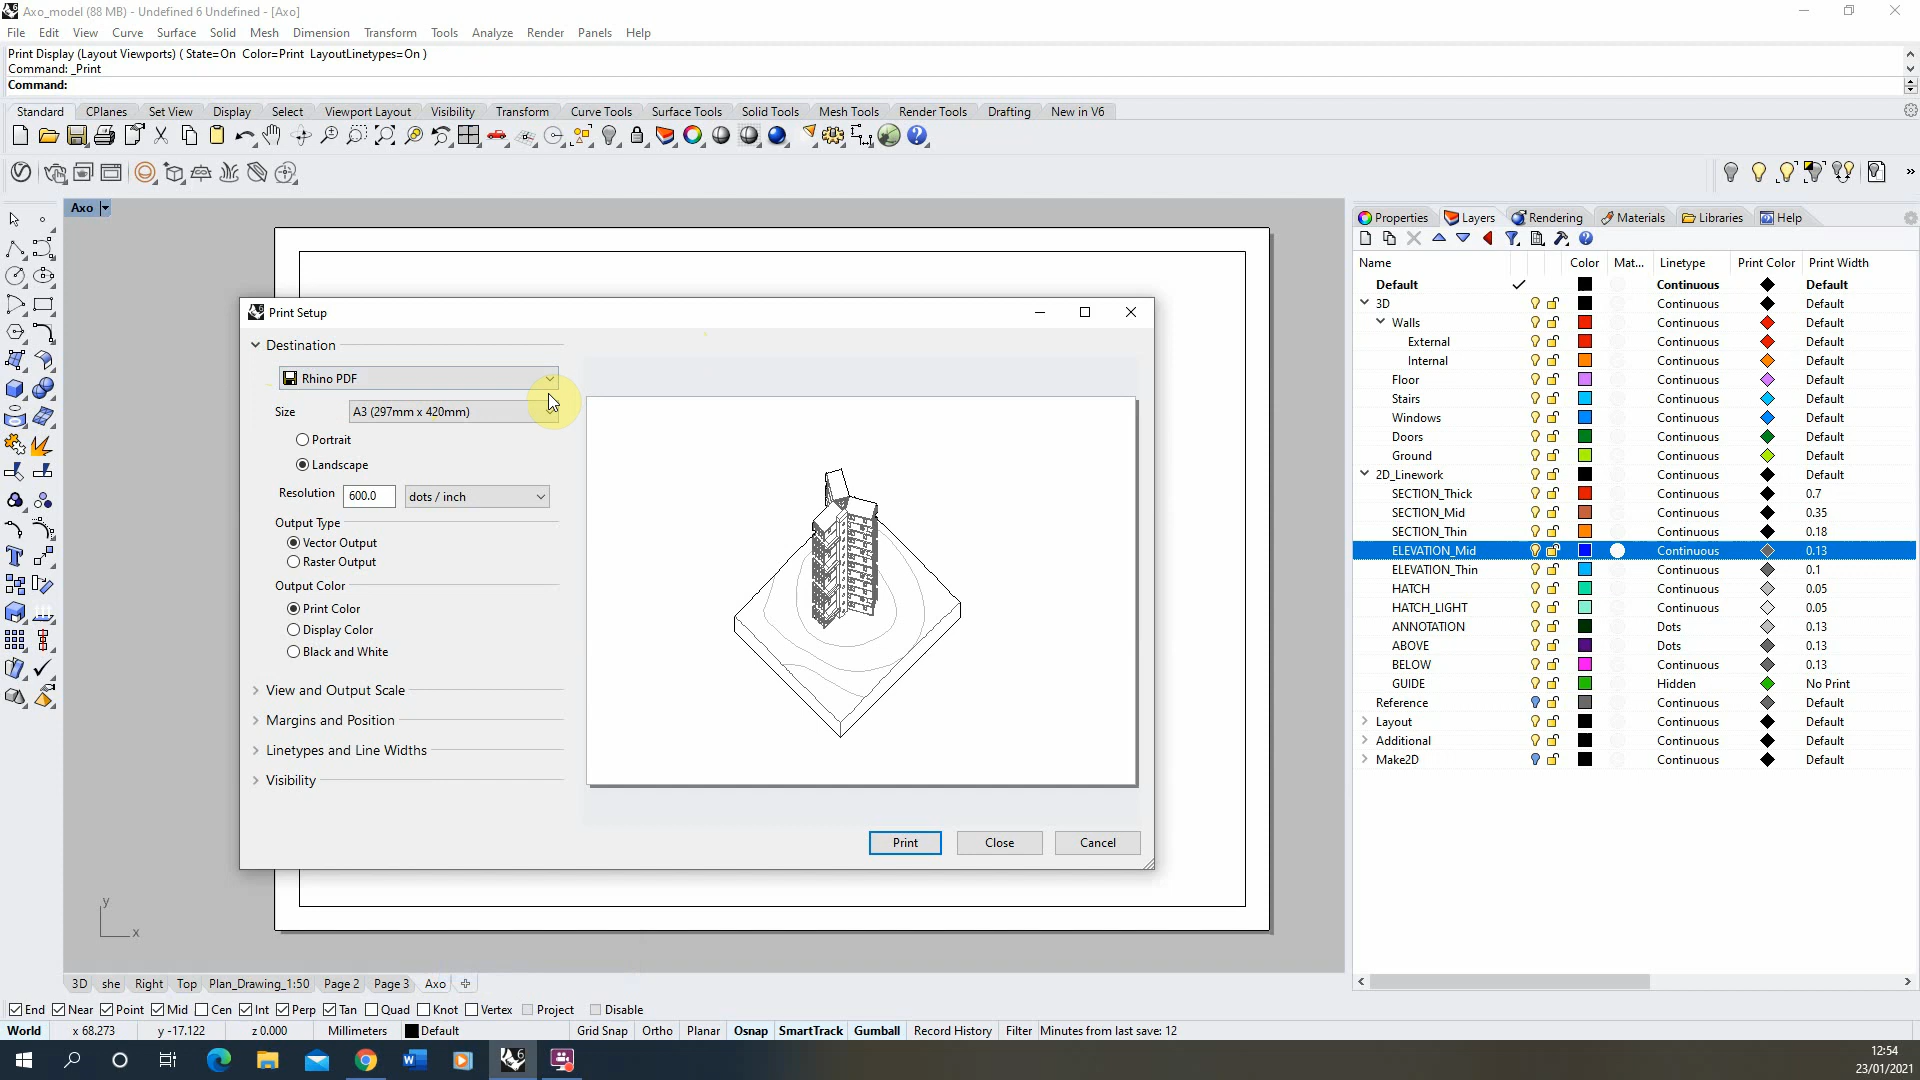 Axo_model (88 MB) - Undefined 6 Undefined - [Axo]
File Edit View Curve Surface Solid Mesh Dimension Transform Tools Analyze Render Panels Help
Print Display (Layout Viewports) ( State=On Color=Print LayoutLinetypes=On )
Command: _Print
Command:
Standard CPlanes Set View Display Select Viewport Layout Visibility Transform Curve Tools Surface Tools Solid Tools Mesh Tools Render Tools Drafting New in V6
Axo
Properties Layers Rendering Materials Libraries Help
Name Color Mat... Linetype Print Color Print Width
Default Continuous Default
3D Continuous Default
Walls Continuous Default
External Continuous Default
Internal Continuous Default
Floor Continuous Default
Stairs Continuous Default
Windows Continuous Default
Doors Continuous Default
Ground Continuous Default
2D_Linework Continuous Default
SECTION_Thick Continuous 0.7
SECTION_Mid Continuous 0.35
SECTION_Thin Continuous 0.18
ELEVATION_Mid Continuous 0.13
ELEVATION_Thin Continuous 0.1
HATCH Continuous 0.05
HATCH_LIGHT Continuous 0.05
ANNOTATION Dots 0.13
ABOVE Dots 0.13
BELOW Continuous 0.13
GUIDE Hidden No Print
Reference Continuous Default
Layout Continuous Default
Additional Continuous Default
Make2D Continuous Default
Print Setup
Destination
Rhino PDF
Size A3 (297mm x 420mm)
Portrait
Landscape
Resolution 600.0 dots / inch
Output Type
Vector Output
Raster Output
Output Color
Print Color
Display Color
Black and White
View and Output Scale
Margins and Position
Linetypes and Line Widths
Visibility
Print Close Cancel
y
x
3D she Right Top Plan_Drawing_1:50 Page 2 Page 3 Axo
End Near Point Mid Cen Int Perp Tan Quad Knot Vertex Project Disable
World x 68.273 y -17.122 z 0.000 Millimeters Default Grid Snap Ortho Planar Osnap SmartTrack Gumball Record History Filter Minutes from last save: 12
12:54
23/01/2021